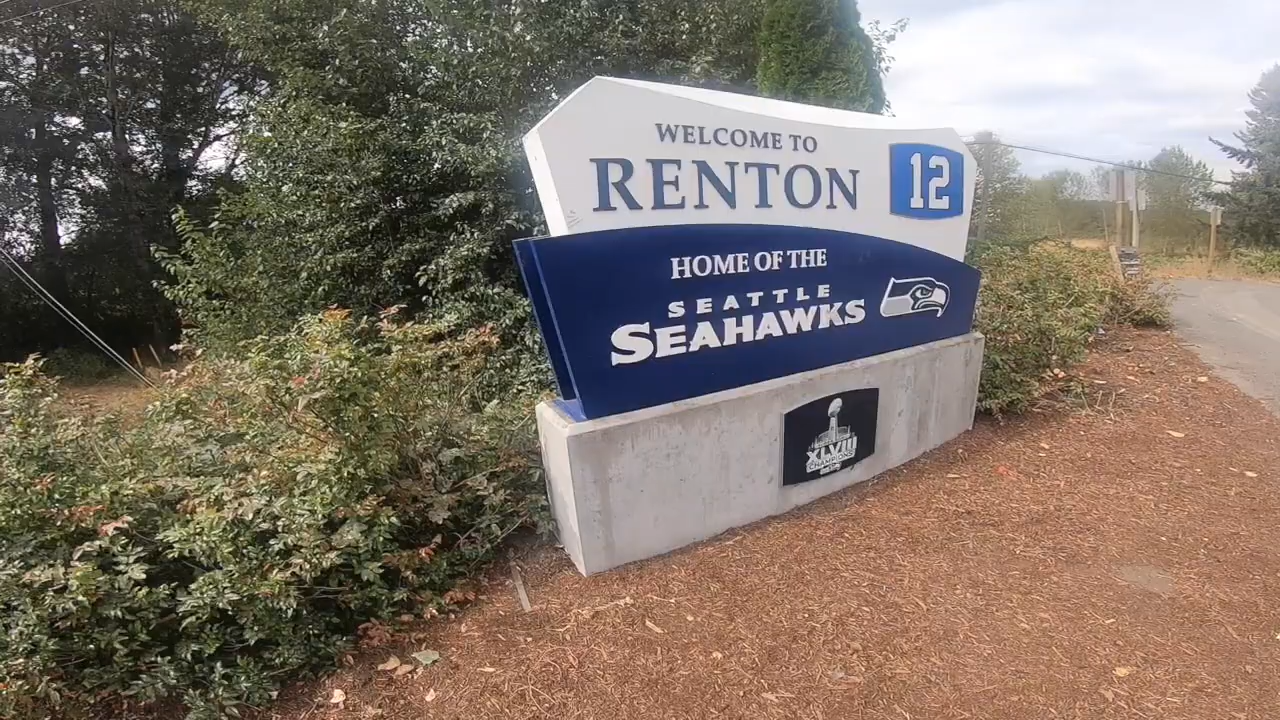 WELCOME TO
RENTON
12
HOME OF THE
SEATTLE
SEAHAWKS
XLVIII
CHAMPIONS